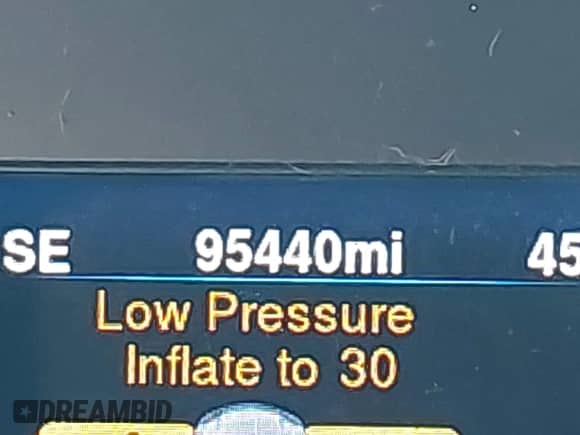 SE 95440mi 45
Low Pressure
Inflate to 30
DREAMBID